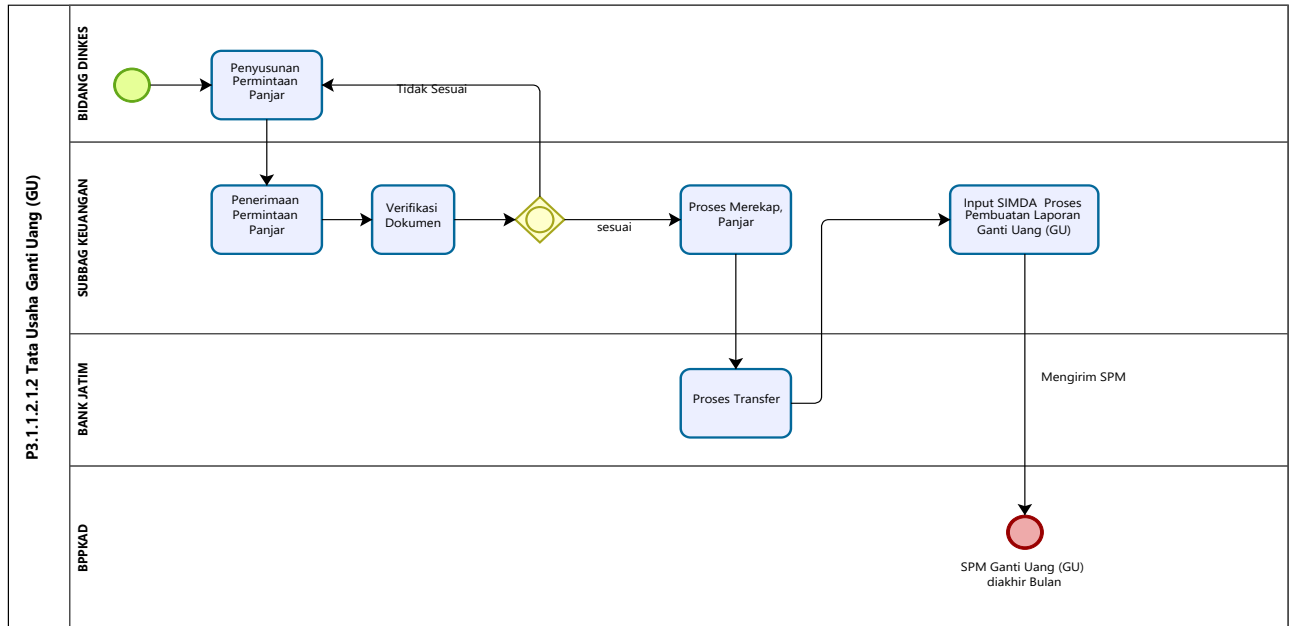 P3.1.1.2.1.2 Tata Usaha Ganti Uang (GU)
BIDANG DINKES
Penyusunan
Permintaan
Panjar
Tidak Sesuai
SUBBAG KEUANGAN
Penerimaan
Permintaan
Panjar
Verifikasi
Dokumen
sesuai
Proses Merekap,
Panjar
Input SIMDA  Proses
Pembuatan Laporan
Ganti Uang (GU)
BANK JATIM
Proses Transfer
Mengirim SPM
BPPKAD
SPM Ganti Uang (GU)
diakhir Bulan